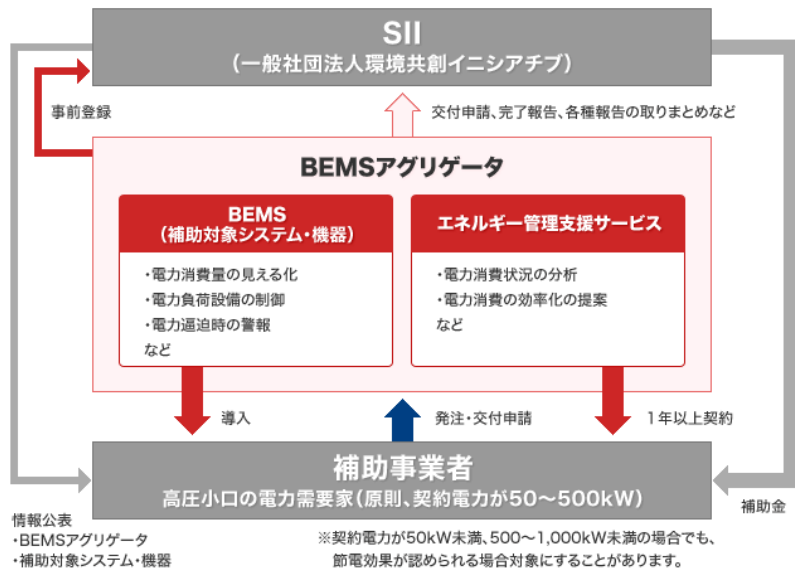 SII
（一般社団法人環境共創イニシアチブ）
事前登録
交付申請、完了報告、各種報告の取りまとめなど
BEMSアグリゲータ
BEMS
（補助対象システム・機器）
・電力消費量の見える化
・電力負荷設備の制御
・電力逼迫時の警報
など
エネルギー管理支援サービス
・電力消費状況の分析
・電力消費の効率化の提案
など
導入
発注・交付申請
1年以上契約
補助事業者
高圧小口の電力需要家（原則、契約電力が50〜500kW）
補助金
情報公表
・BEMSアグリゲータ
・補助対象システム・機器
※契約電力が50kW未満、500〜1,000kW未満の場合でも、
節電効果が認められる場合対象にすることがあります。